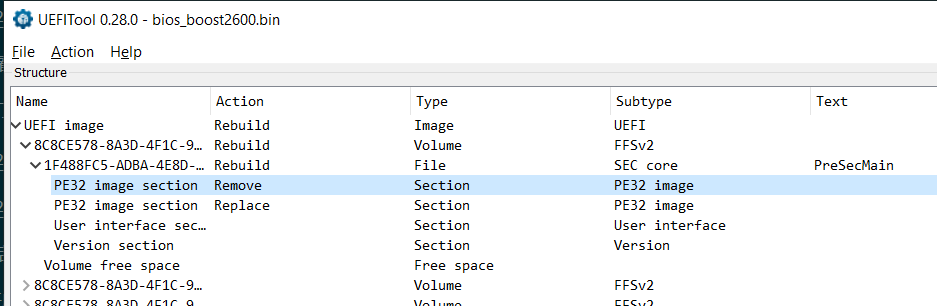 UEFITool 0.28.0 - bios_boost2600.bin
File Action Help
Structure
Name Action Type Subtype Text
UEFI image Rebuild Image UEFI
8C8CE578-8A3D-4F1C-9… Rebuild Volume FFSv2
1F488FC5-ADBA-4E8D-… Rebuild File SEC core PreSecMain
PE32 image section Remove Section PE32 image
PE32 image section Replace Section PE32 image
User interface sec… Section User interface
Version section Section Version
Volume free space Free space
8C8CE578-8A3D-4F1C-9… Volume FFSv2
8C8CE578-8A3D-4F1C-9… Volume FFSv2